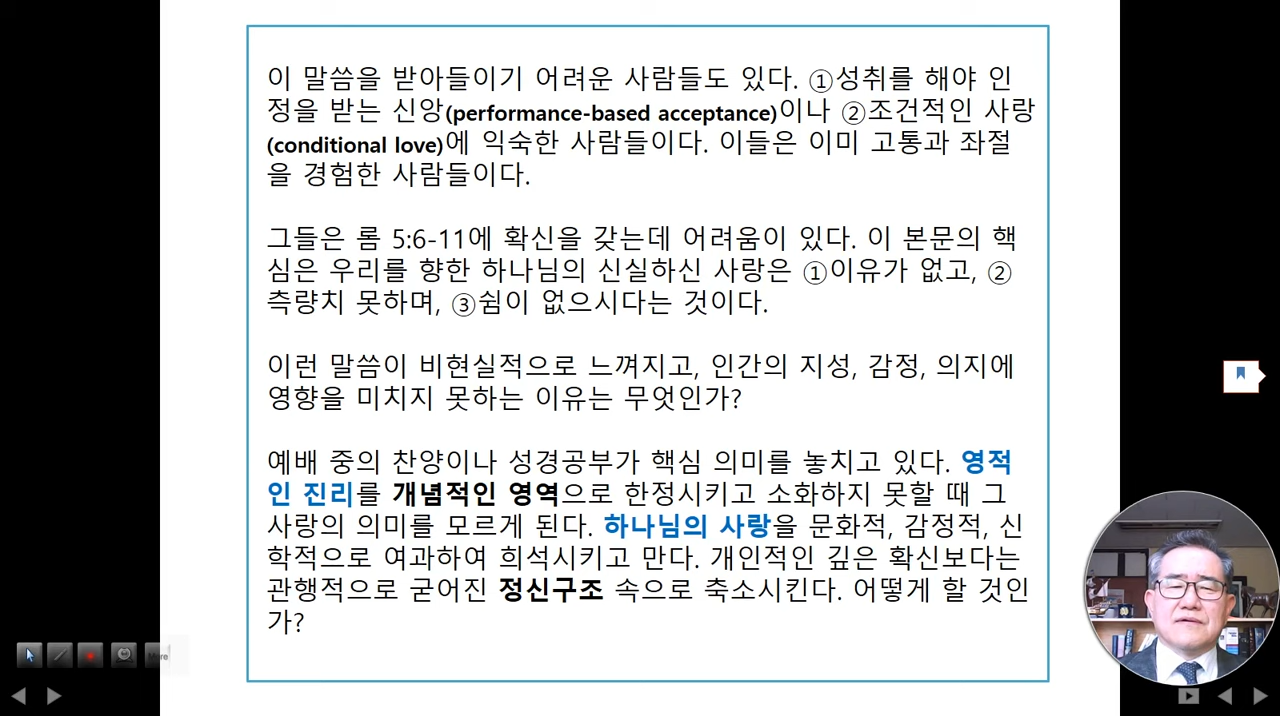 이 말씀을 받아들이기 어려운 사람들도 있다. ①성취를 해야 인
정을 받는 신앙(performance-based acceptance)이나 ②조건적인 사랑
(conditional love)에 익숙한 사람들이다. 이들은 이미 고통과 좌절
을 경험한 사람들이다.
그들은 롬 5:6-11에 확신을 갖는데 어려움이 있다. 이 본문의 핵
심은 우리를 향한 하나님의 신실하신 사랑은 ①이유가 없고, ②
측량치 못하며, ③쉼이 없으시다는 것이다.
이런 말씀이 비현실적으로 느껴지고, 인간의 지성, 감정, 의지에
영향을 미치지 못하는 이유는 무엇인가?
예배 중의 찬양이나 성경공부가 핵심 의미를 놓치고 있다. 영적
인 진리를 개념적인 영역으로 한정시키고 소화하지 못할 때 그
사랑의 의미를 모르게 된다. 하나님의 사랑을 문화적, 감정적, 신
학적으로 여과하여 희석시키고 만다. 개인적인 깊은 확신보다는
관행적으로 굳어진 정신구조 속으로 축소시킨다. 어떻게 할 것인
가?
More